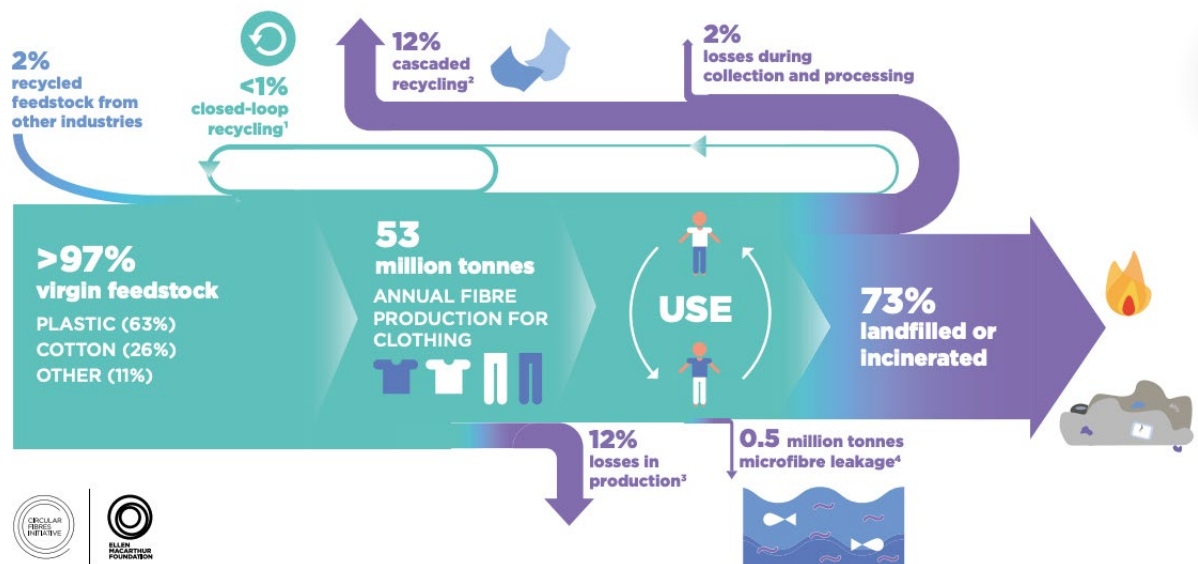 2%
recycled
feedstock from
other industries
<1%
closed-loop
recycling¹
12%
cascaded
recycling²
2%
losses during
collection and processing
>97%
virgin feedstock
PLASTIC (63%)
COTTON (26%)
OTHER (11%)
53
million tonnes
ANNUAL FIBRE
PRODUCTION FOR
CLOTHING
USE
73%
landfilled or
incinerated
12%
losses in
production³
0.5 million tonnes
microfibre leakage⁴
CIRCULAR
FIBRES
INITIATIVE
ELLEN
MACARTHUR
FOUNDATION